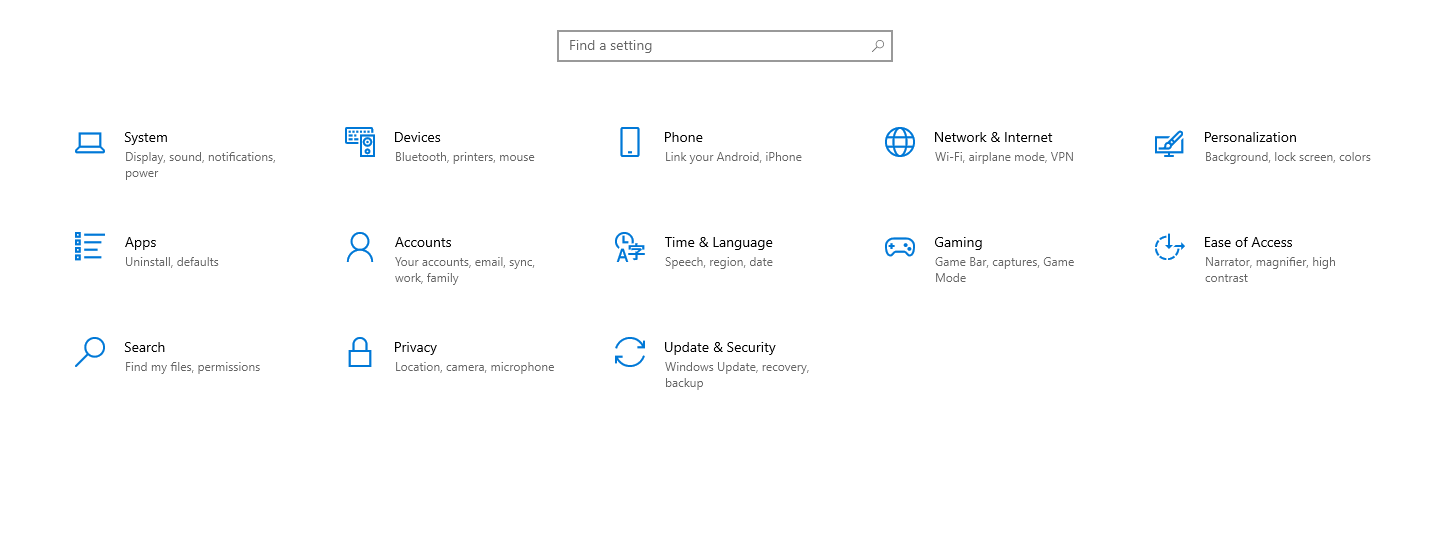 Find a setting
System
Display, sound, notifications,
power
Devices
Bluetooth, printers, mouse
Phone
Link your Android, iPhone
Network & Internet
Wi-Fi, airplane mode, VPN
Personalization
Background, lock screen, colors
Apps
Uninstall, defaults
Accounts
Your accounts, email, sync,
work, family
Time & Language
Speech, region, date
Gaming
Game Bar, captures, Game
Mode
Ease of Access
Narrator, magnifier, high
contrast
Search
Find my files, permissions
Privacy
Location, camera, microphone
Update & Security
Windows Update, recovery,
backup